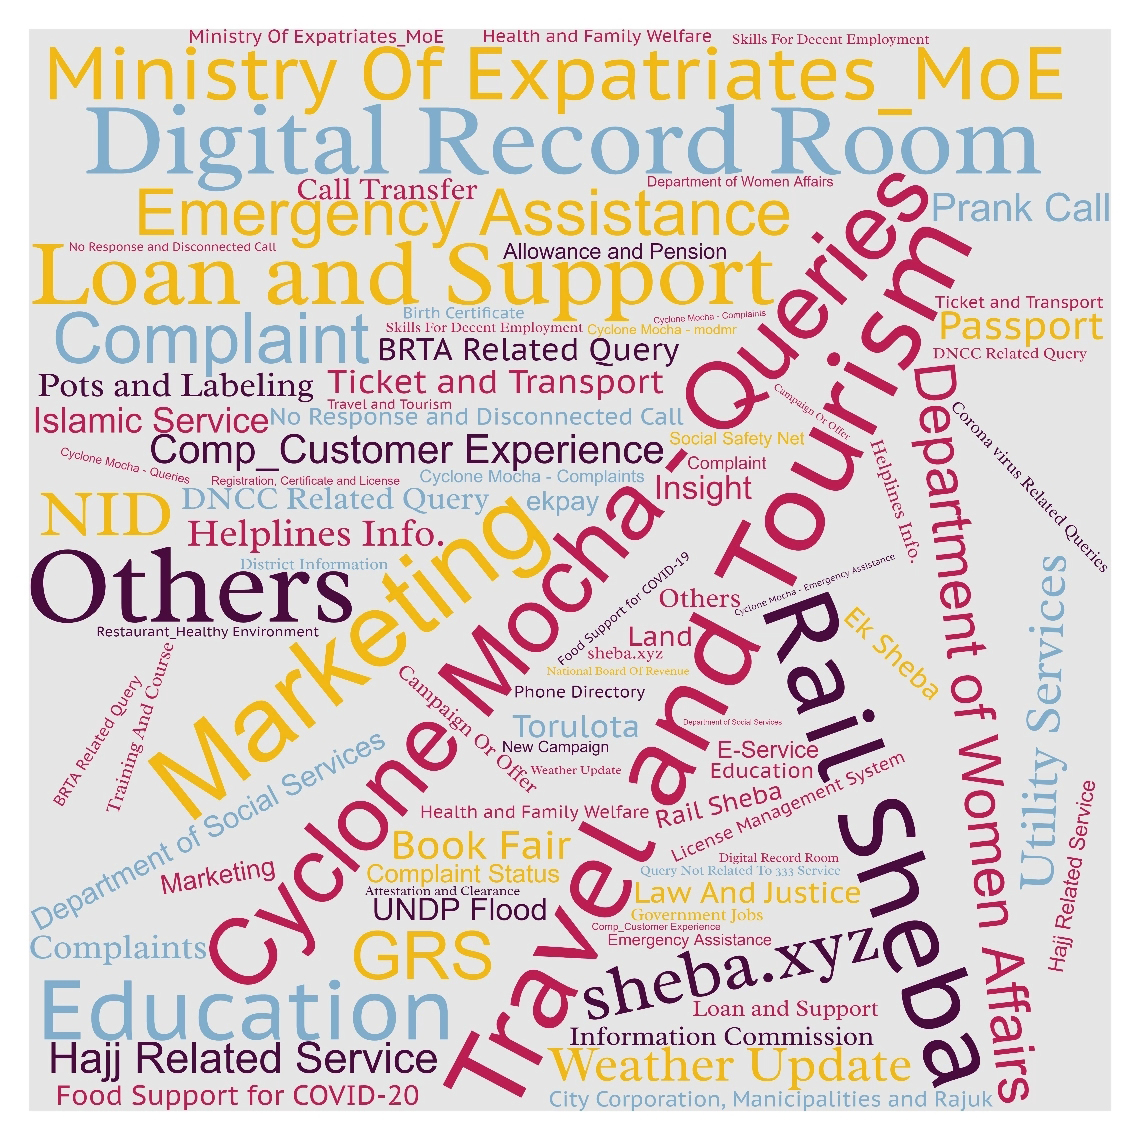 Ministry Of Expatriates_MoE
Health and Family Welfare
Skills For Decent Employment
Ministry Of Expatriates_MoE
Digital Record Room
Call Transfer
Department of Women Affairs
Emergency Assistance
Prank Call
No Response and Disconnected Call
Allowance and Pension
Loan and Support
Cyclone Mocha - Queries
Travel and Tourism
Birth Certificate
Cyclone Mocha - Complaints
Ticket and Transport
Complaint
Skills For Decent Employment
Cyclone Mocha - modmr
Passport
BRTA Related Query
DNCC Related Query
Pots and Labeling
Ticket and Transport
Campaign Or Offer
Department of Women Affairs
Travel and Tourism
Islamic Service
No Response and Disconnected Call
Corona virus Related Queries
Comp_Customer Experience
Social Safety Net
Helplines Info.
Cyclone Mocha - Queries
Complaint
Registration, Certificate and License
Cyclone Mocha - Complaints
Insight
NID
DNCC Related Query
ekpay
Helplines Info.
Marketing
Others
District Information
Food Support for COVID-19
Cyclone Mocha - Emergency Assistance
Utility Services
Others
Rail Sheba
Ek Sheba
Restaurant_Healthy Environment
Land
sheba.xyz
National Board Of Revenue
BRTA Related Query
Training And Course
Campaign Or Offer
Phone Directory
Torulota
Department of Social Services
New Campaign
E-Service
Weather Update
Education
Department of Social Services
License Management System
Rail Sheba
Hajj Related Service
Health and Family Welfare
Book Fair
Marketing
Complaint Status
Digital Record Room
Query Not Related To 333 Service
Attestation and Clearance
Law And Justice
UNDP Flood
Government Jobs
Comp_Customer Experience
Emergency Assistance
Complaints
GRS
sheba.xyz
Education
Loan and Support
Information Commission
Hajj Related Service
Weather Update
Food Support for COVID-20
City Corporation, Manicipalities and Rajuk